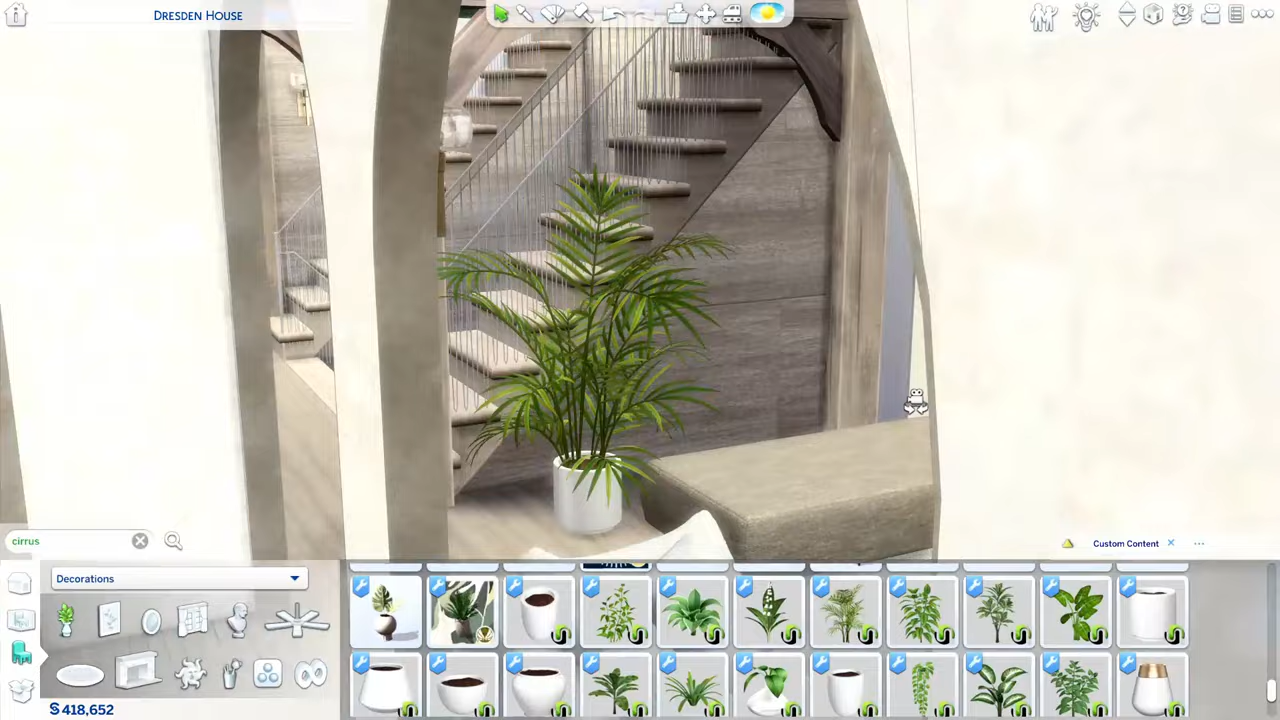 Dresden House
cirrus
Custom Content
Decorations
§418,652